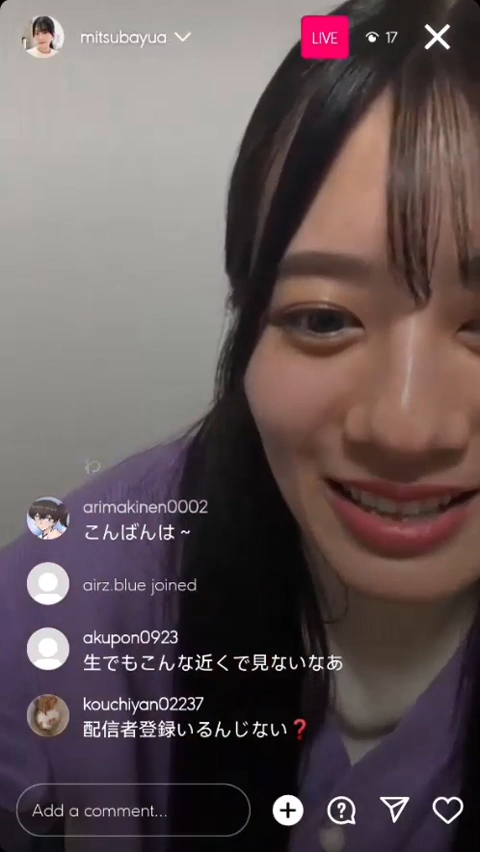 mitsubayua
LIVE
17
わ
arimakinen0002
こんばんは~
airz.blue joined
akupon0923
生でもこんな近くで見ないなあ
kouchiyan02237
配信者登録いるんじない❓
Add a comment...